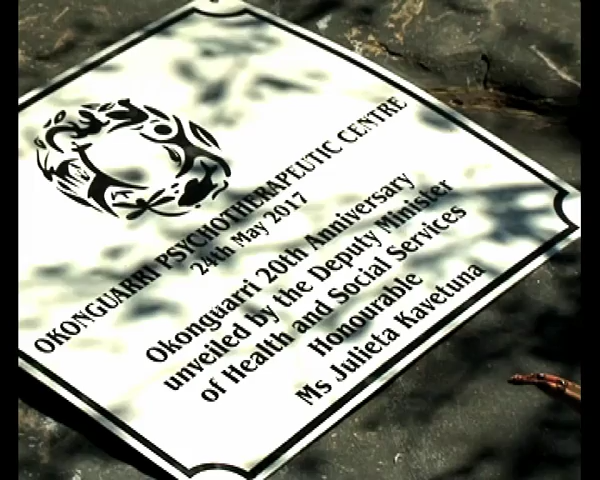 OKONGUARRI PSYCHOTHERAPEUTIC CENTRE
24th May 2017
Okonguarri 20th Anniversary
unveiled by the Deputy Minister
of Health and Social Services
Honourable
Ms Julieta Kavetuna